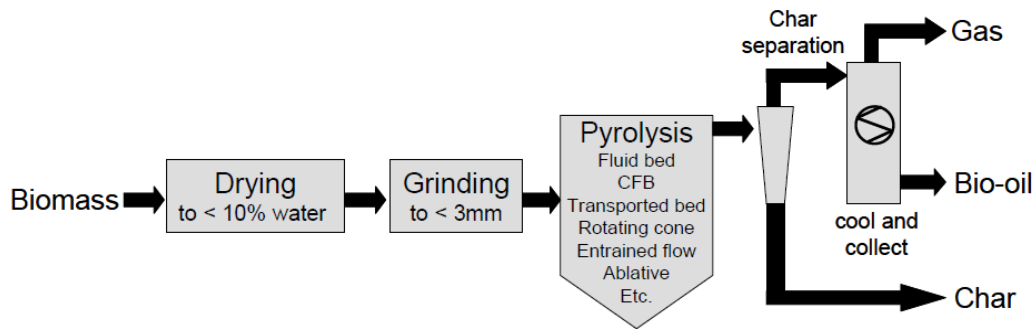 Biomass
Drying
to < 10% water
Grinding
to < 3mm
Pyrolysis
Fluid bed
CFB
Transported bed
Rotating cone
Entrained flow
Ablative
Etc.
Char
separation
Gas
Bio-oil
cool and
collect
Char